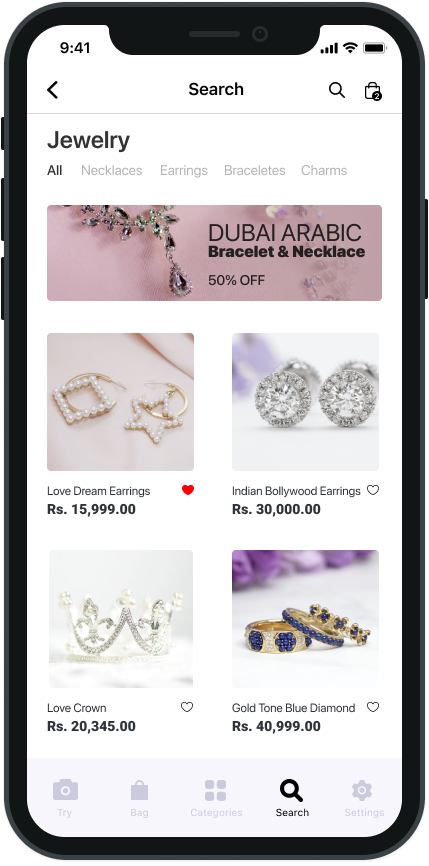 9:41
Search
2
Jewelry
All Necklaces Earrings Braceletes Charms
DUBAI ARABIC
Bracelet & Necklace
50% OFF
Love Dream Earrings
Rs. 15,999.00
Indian Bollywood Earrings
Rs. 30,000.00
Love Crown
Rs. 20,345.00
Gold Tone Blue Diamond
Rs. 40,999.00
Try Bag Categories Search Settings